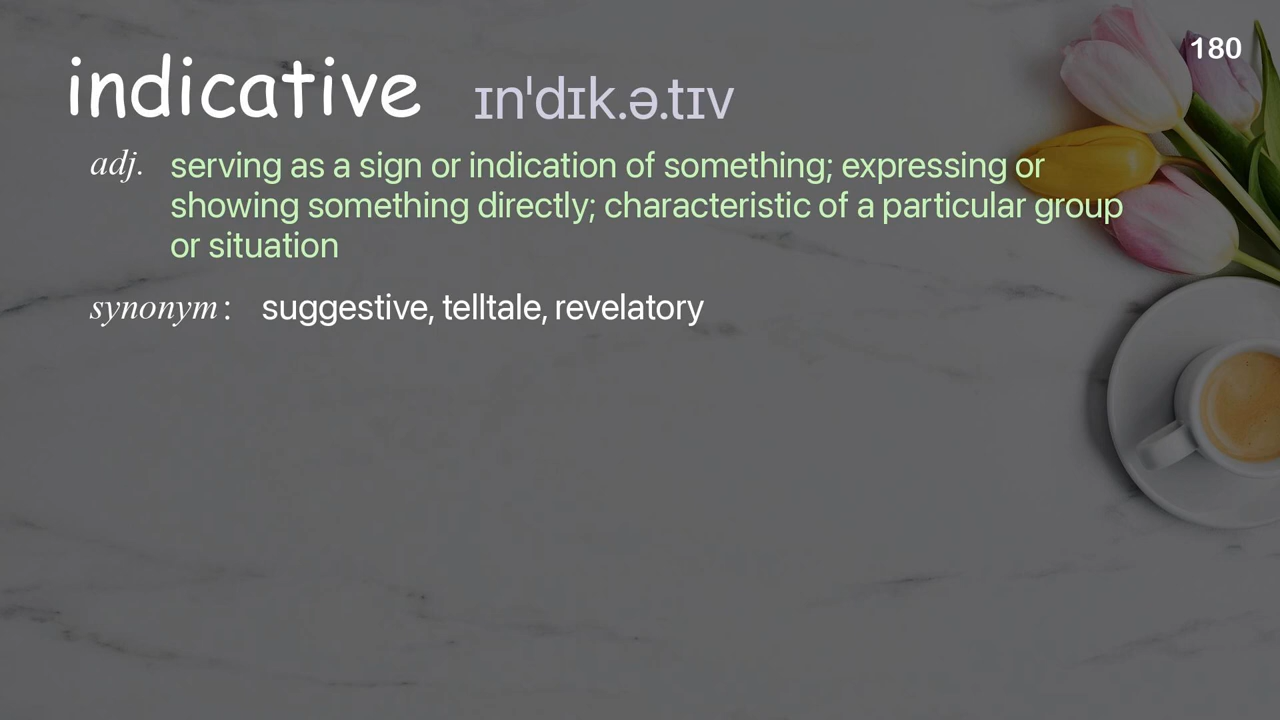 180
indicative ɪnˈdɪk.ə.tɪv
adj. serving as a sign or indication of something; expressing or
showing something directly; characteristic of a particular group
or situation
synonym : suggestive, telltale, revelatory